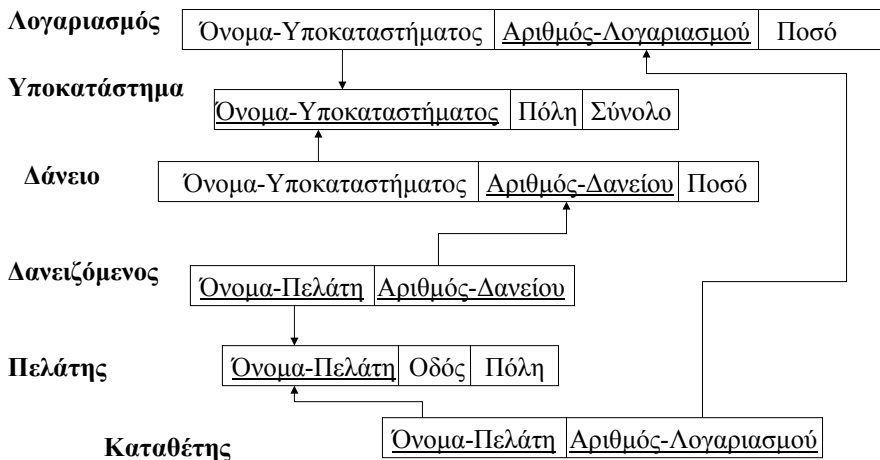 Λογαριασμός Όνομα-Υποκαταστήματος Αριθμός-Λογαριασμού Ποσό
Υποκατάστημα Όνομα-Υποκαταστήματος Πόλη Σύνολο
Δάνειο Όνομα-Υποκαταστήματος Αριθμός-Δανείου Ποσό
Δανειζόμενος Όνομα-Πελάτη Αριθμός-Δανείου
Πελάτης Όνομα-Πελάτη Οδός Πόλη
Καταθέτης Όνομα-Πελάτη Αριθμός-Λογαριασμού